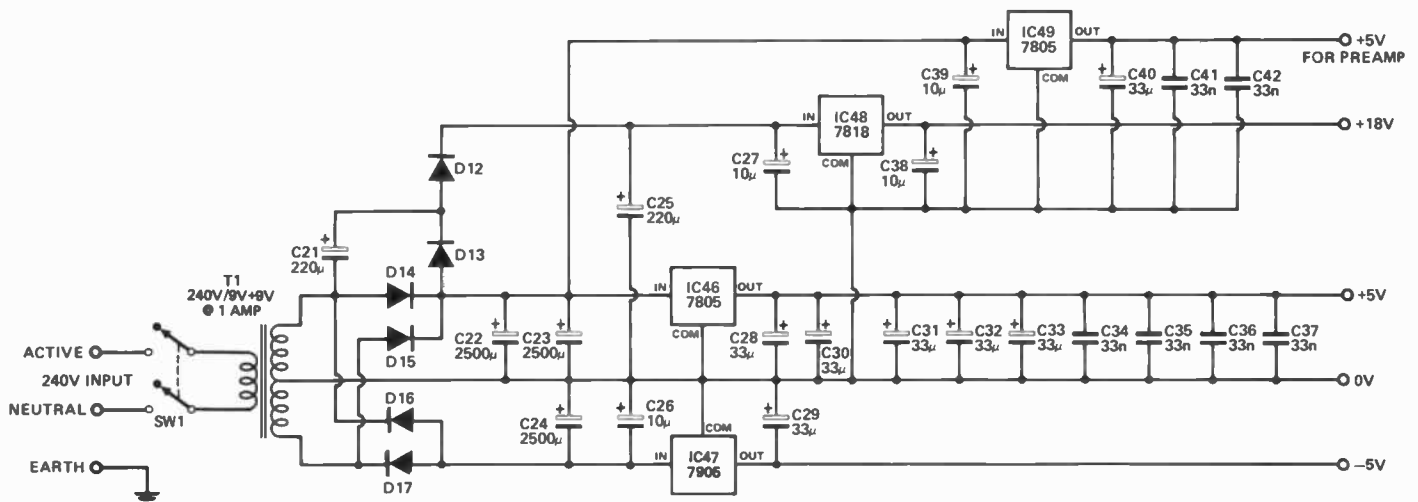 IN
IC49
7805
OUT
COM
+5V
FOR PREAMP
C39
10μ
C40
33μ
C41
33n
C42
33n
IN
IC48
7818
OUT
COM
+18V
C27
10μ
C38
10μ
D12
C25
220μ
C21
220μ
D13
T1
240V/9V+9V
@ 1 AMP
D14
D15
C22
2500μ
C23
2500μ
IN
IC46
7805
OUT
COM
+5V
C28
33μ
C30
33μ
C31
33μ
C32
33μ
C33
33μ
C34
33n
C35
33n
C36
33n
C37
33n
ACTIVE
240V INPUT
NEUTRAL
SW1
0V
D16
D17
C24
2500μ
C26
10μ
C29
33μ
COM
IN
IC47
7905
OUT
−5V
EARTH